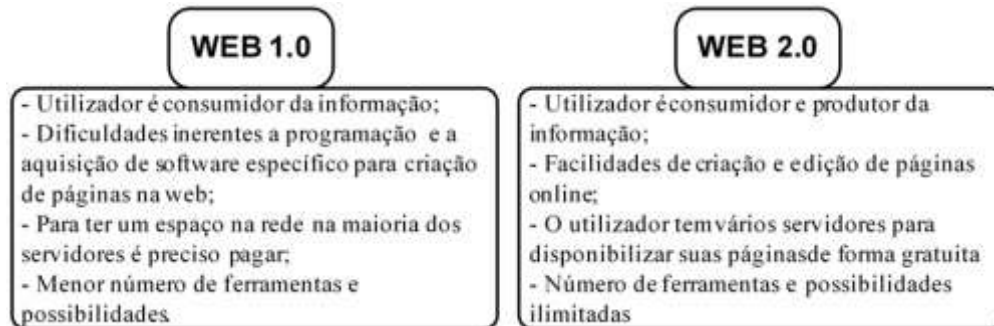 WEB 1.0
- Utilizador é consumidor da informação;
- Dificuldades inerentes a programação e a
aquisição de software específico para criação
de páginas na web;
- Para ter um espaço na rede na maioria dos
servidores é preciso pagar;
- Menor número de ferramentas e
possibilidades.
WEB 2.0
- Utilizador éconsumidor e produtor da
informação;
- Facilidades de criação e edição de páginas
online;
- O utilizador temvários servidores para
disponibilizar suas páginasde forma gratuita
- Número de ferramentas e possibilidades
ilimitadas